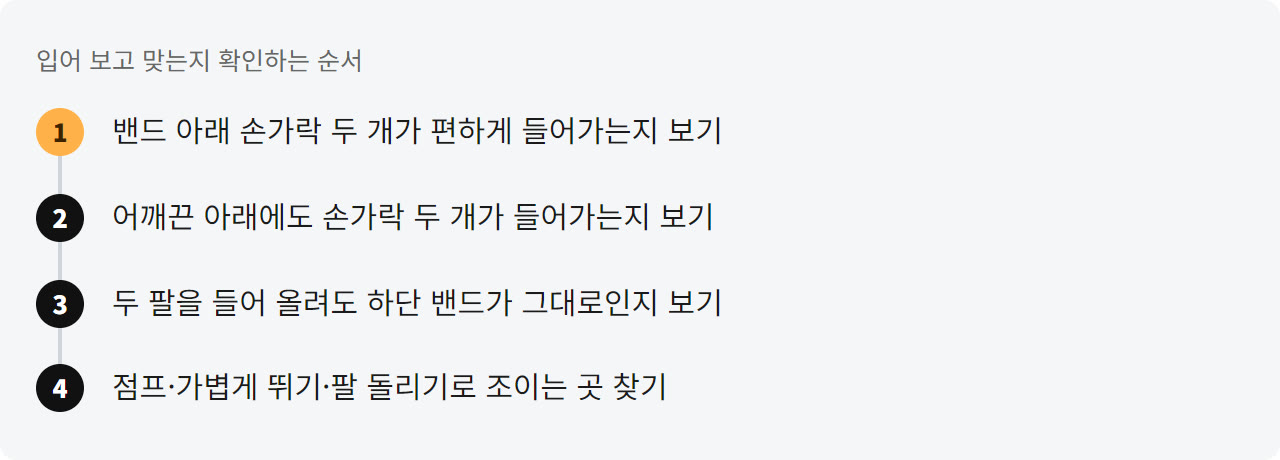 입어 보고 맞는지 확인하는 순서
1 밴드 아래 손가락 두 개가 편하게 들어가는지 보기
2 어깨끈 아래에도 손가락 두 개가 들어가는지 보기
3 두 팔을 들어 올려도 하단 밴드가 그대로인지 보기
4 점프·가볍게 뛰기·팔 돌리기로 조이는 곳 찾기